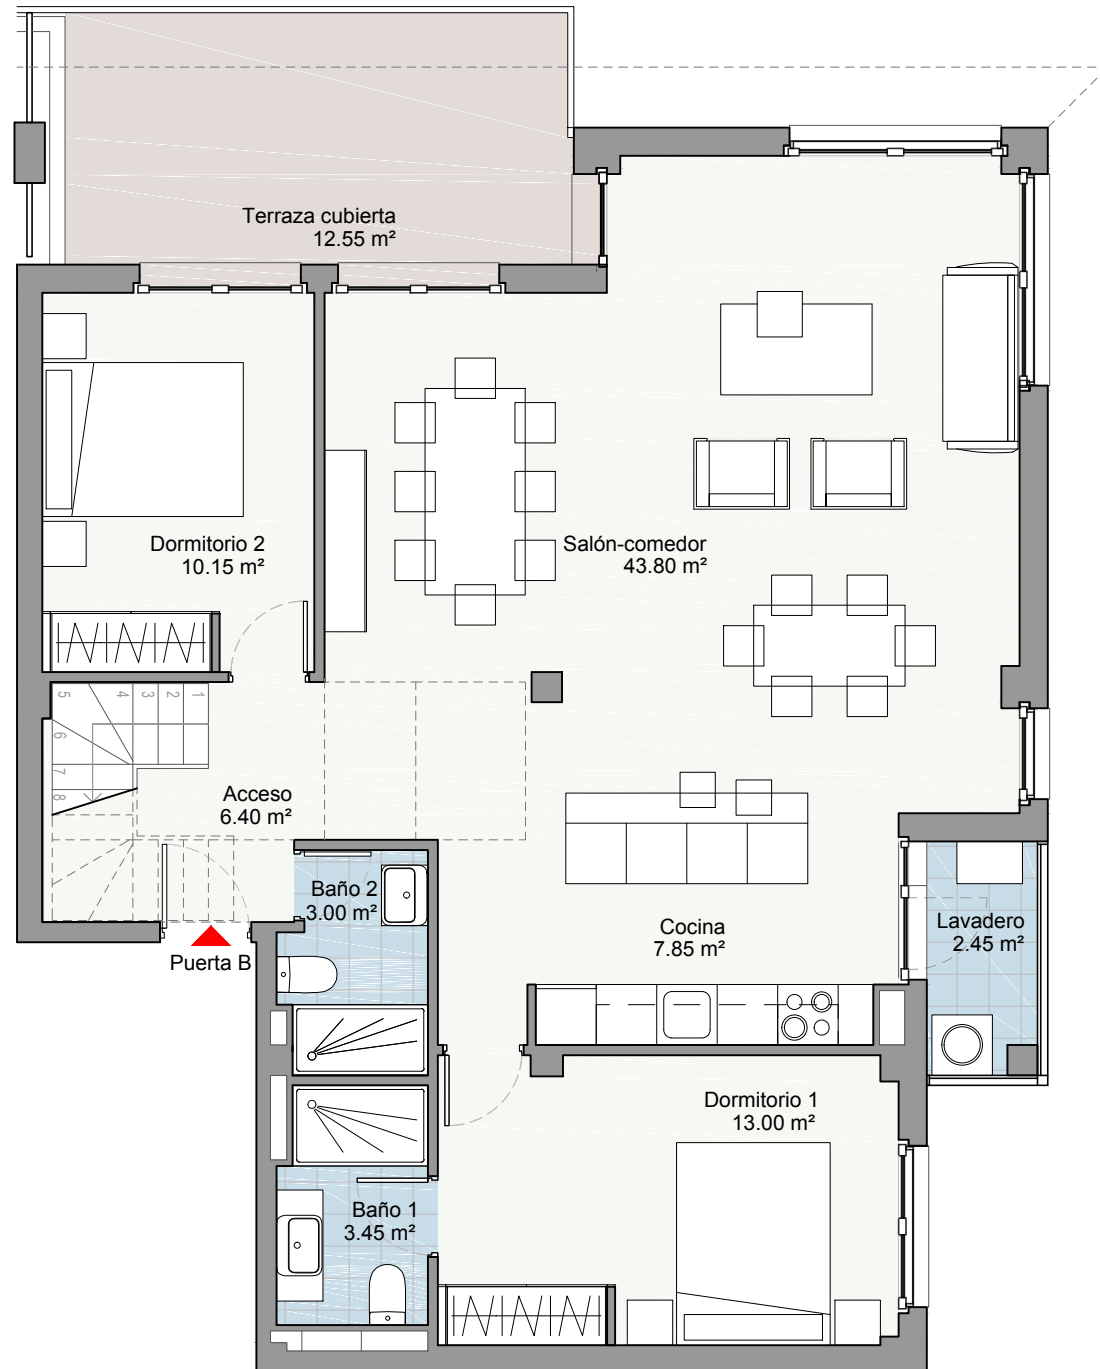 Terraza cubierta
12.55 m²
Dormitorio 2
10.15 m²
Salón-comedor
43.80 m²
5
4
3
2
1
6
7
8
Acceso
6.40 m²
Baño 2
3.00 m²
Cocina
7.85 m²
Lavadero
2.45 m²
Puerta B
Dormitorio 1
13.00 m²
Baño 1
3.45 m²